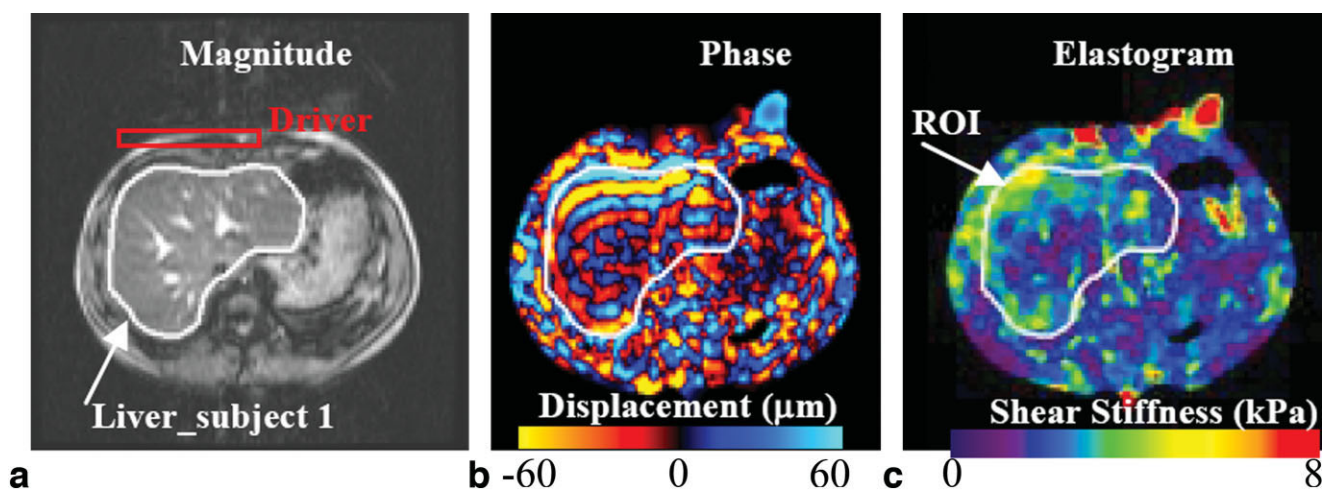 Magnitude
Driver
Liver_subject 1
a
Phase
Displacement (μm)
b -60 0 60
Elastogram
ROI
Shear Stiffness (kPa)
c 0 8